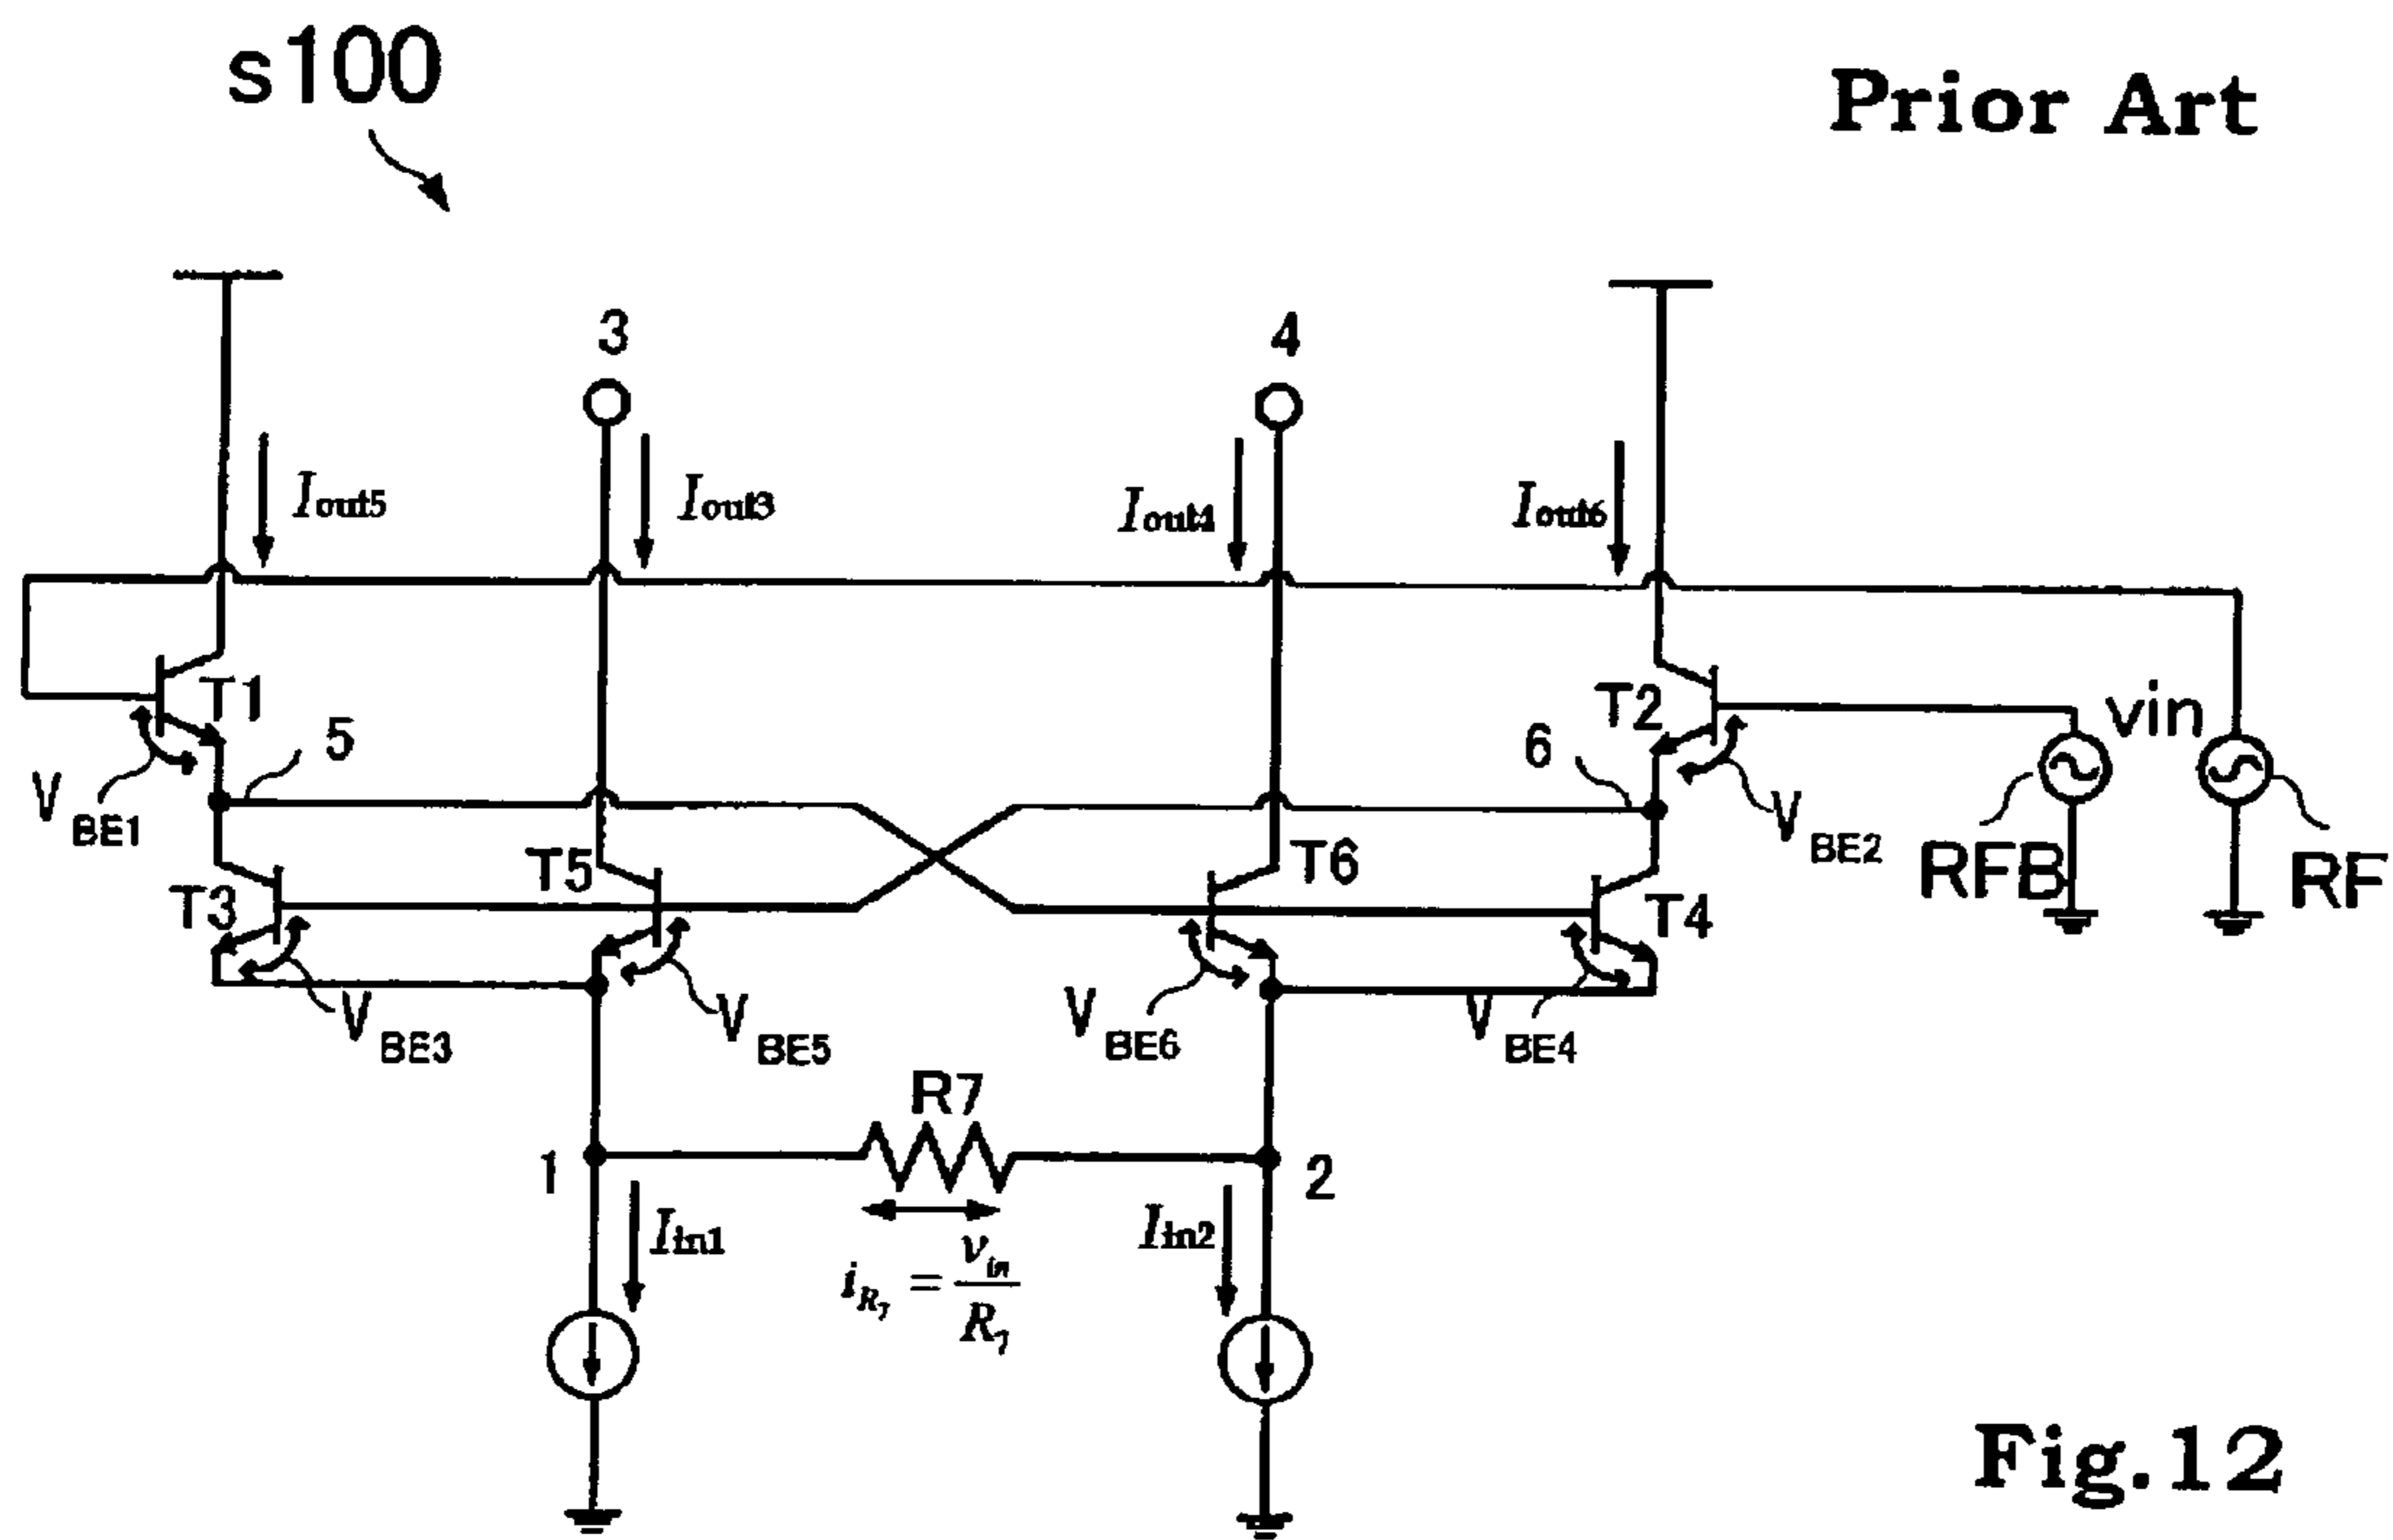 s100
Prior Art
3
4
Iout5
Iout3
Iout4
Iout6
T1
5
T2
6
vin
VBE1
VBE2
T3
T5
T6
T4
RFB
RF
VBE3
VBE5
VBE6
VBE4
R7
1
2
Iin1
Iin2
iR7 = vin / R7
Fig.12